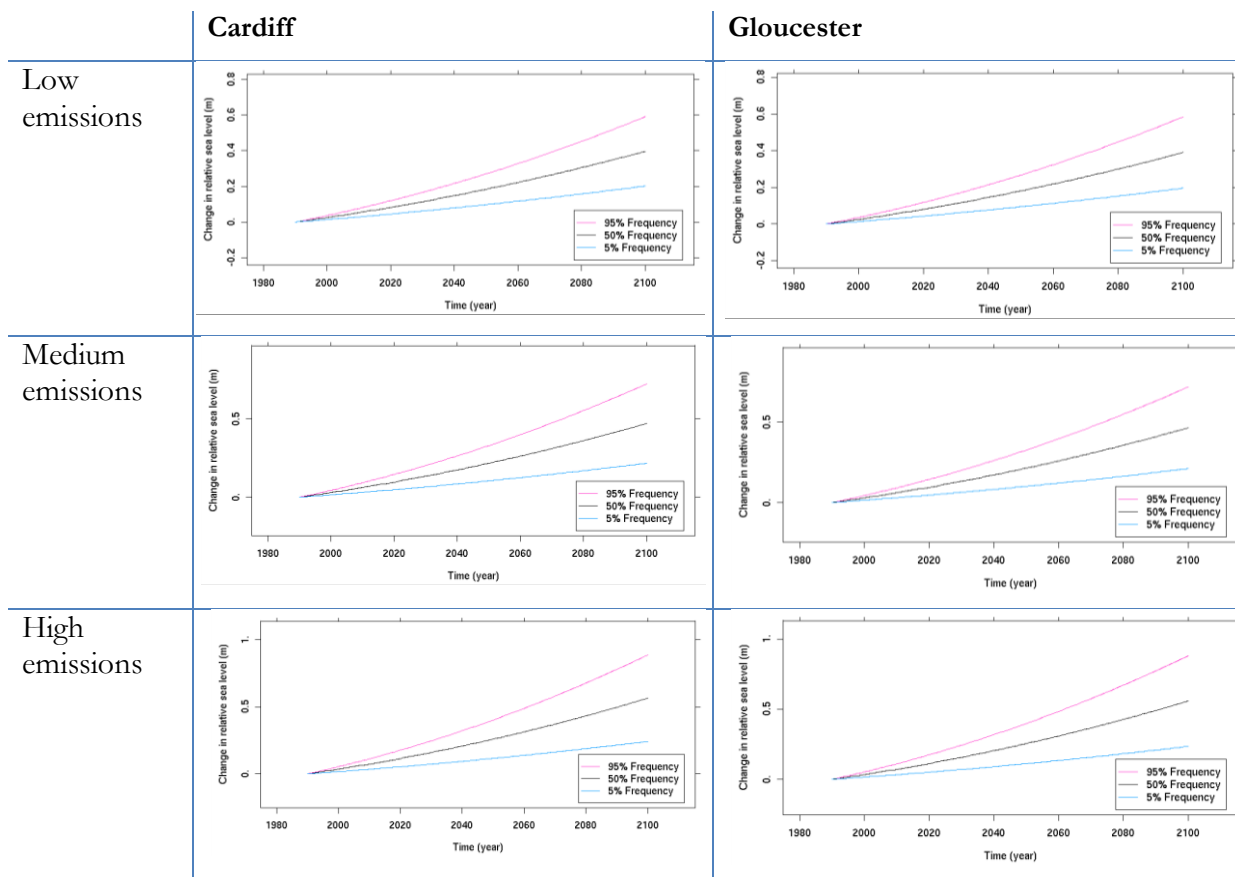 Cardiff
Gloucester
Low
emissions
Change in relative sea level (m)
0.8
0.6
0.4
0.2
0.
-0.2
95% Frequency
50% Frequency
5% Frequency
1980 2000 2020 2040 2060 2080 2100
Time (year)
Change in relative sea level (m)
0.8
0.6
0.4
0.2
0.
-0.2
95% Frequency
50% Frequency
5% Frequency
1980 2000 2020 2040 2060 2080 2100
Time (year)
Medium
emissions
Change in relative sea level (m)
0.5
0.
95% Frequency
50% Frequency
5% Frequency
1980 2000 2020 2040 2060 2080 2100
Time (year)
Change in relative sea level (m)
0.5
0.
95% Frequency
50% Frequency
5% Frequency
1980 2000 2020 2040 2060 2080 2100
Time (year)
High
emissions
Change in relative sea level (m)
1.
0.5
0.
95% Frequency
50% Frequency
5% Frequency
1980 2000 2020 2040 2060 2080 2100
Time (year)
Change in relative sea level (m)
1.
0.5
0.
95% Frequency
50% Frequency
5% Frequency
1980 2000 2020 2040 2060 2080 2100
Time (year)